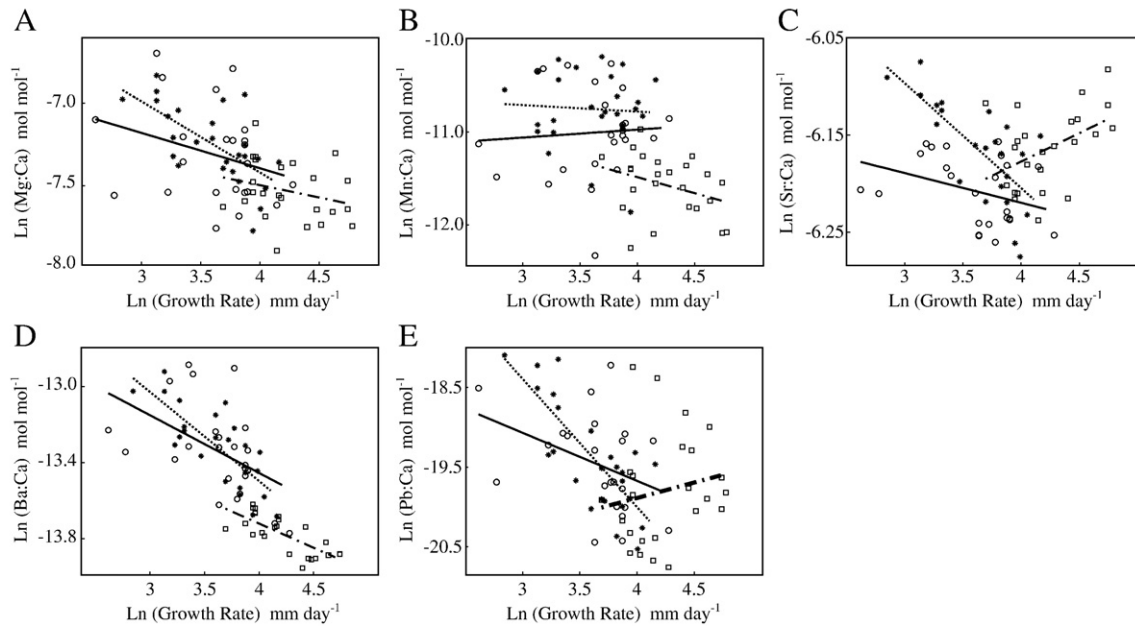 A
Ln (Mg:Ca) mol mol-1
-7.0
-7.5
-8.0
3 3.5 4 4.5
Ln (Growth Rate) mm day-1
B
Ln (Mn:Ca) mol mol-1
-10.0
-11.0
-12.0
3 3.5 4 4.5
Ln (Growth Rate) mm day-1
C
Ln (Sr:Ca) mol mol-1
-6.05
-6.15
-6.25
3 3.5 4 4.5
Ln (Growth Rate) mm day-1
D
Ln (Ba:Ca) mol mol-1
-13.0
-13.4
-13.8
3 3.5 4 4.5
Ln (Growth Rate) mm day-1
E
Ln (Pb:Ca) mol mol-1
-18.5
-19.5
-20.5
3 3.5 4 4.5
Ln (Growth Rate) mm day-1